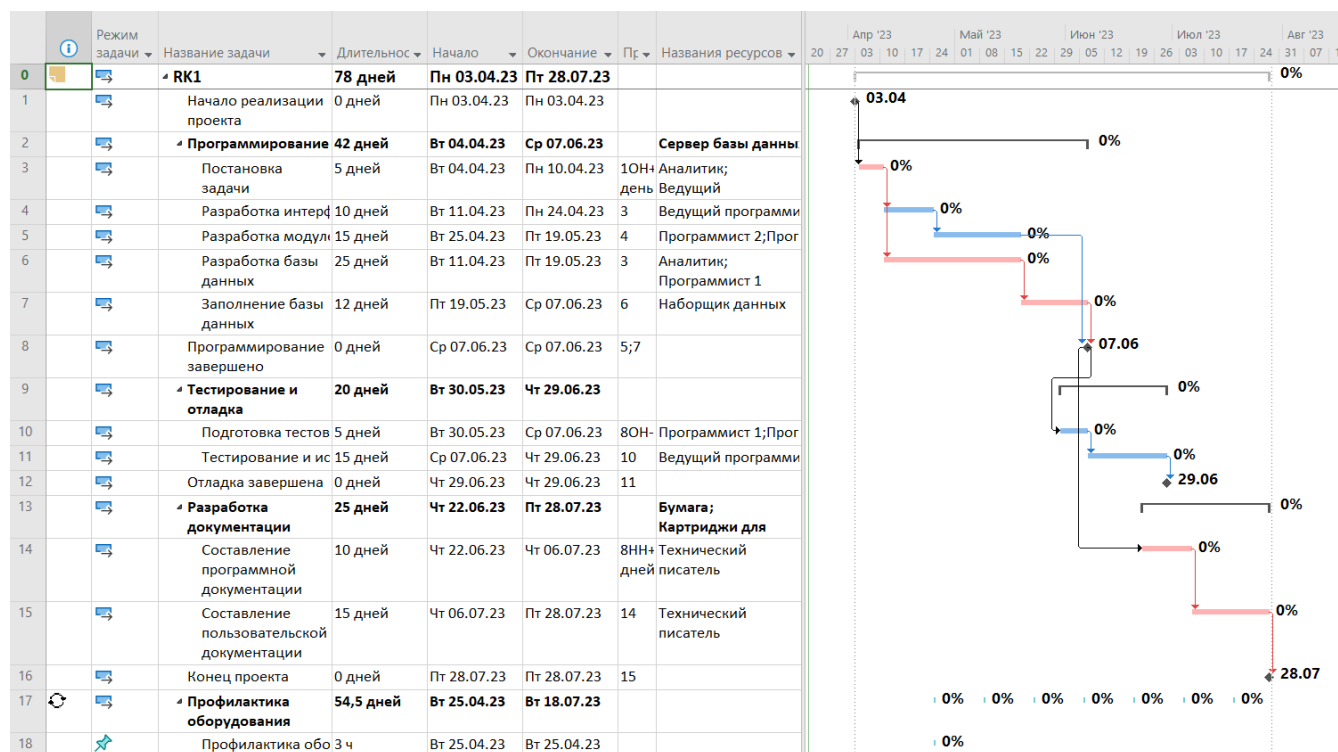 Режим
задачи
Название задачи
Длительнос
Начало
Окончание
Пр
Названия ресурсов
Апр '23
Май '23
Июн '23
Июл '23
Авг '23
20 27 03 10 17 24 01 08 15 22 29 05 12 19 26 03 10 17 24 31 07
0 RK1 78 дней Пн 03.04.23 Пт 28.07.23 0%
1 Начало реализации 0 дней Пн 03.04.23 Пн 03.04.23 03.04
проекта
2 Программирование 42 дней Вт 04.04.23 Ср 07.06.23 Сервер базы данны 0%
3 Постановка 5 дней Вт 04.04.23 Пн 10.04.23 1ОН+ Аналитик; 0%
задачи день Ведущий
4 Разработка интерф 10 дней Вт 11.04.23 Пн 24.04.23 3 Ведущий программи 0%
5 Разработка модул 15 дней Вт 25.04.23 Пт 19.05.23 4 Программист 2;Прог 0%
6 Разработка базы 25 дней Вт 11.04.23 Пт 19.05.23 3 Аналитик; 0%
данных Программист 1
7 Заполнение базы 12 дней Пт 19.05.23 Ср 07.06.23 6 Наборщик данных 0%
данных
8 Программирование 0 дней Ср 07.06.23 Ср 07.06.23 5;7 07.06
завершено
9 Тестирование и 20 дней Вт 30.05.23 Чт 29.06.23 0%
отладка
10 Подготовка тестов 5 дней Вт 30.05.23 Ср 07.06.23 8ОН- Программист 1;Прог 0%
11 Тестирование и ис 15 дней Ср 07.06.23 Чт 29.06.23 10 Ведущий программи 0%
12 Отладка завершена 0 дней Чт 29.06.23 Чт 29.06.23 11 29.06
13 Разработка 25 дней Чт 22.06.23 Пт 28.07.23 Бумага; 0%
документации Картриджи для
14 Составление 10 дней Чт 22.06.23 Чт 06.07.23 8НН+ Технический 0%
программной дней писатель
документации
15 Составление 15 дней Чт 06.07.23 Пт 28.07.23 14 Технический 0%
пользовательской писатель
документации
16 Конец проекта 0 дней Пт 28.07.23 Пт 28.07.23 15 28.07
17 Профилактика 54,5 дней Вт 25.04.23 Вт 18.07.23 0% 0% 0% 0% 0% 0% 0%
оборудования
18 Профилактика обо 3 ч Вт 25.04.23 Вт 25.04.23 0%